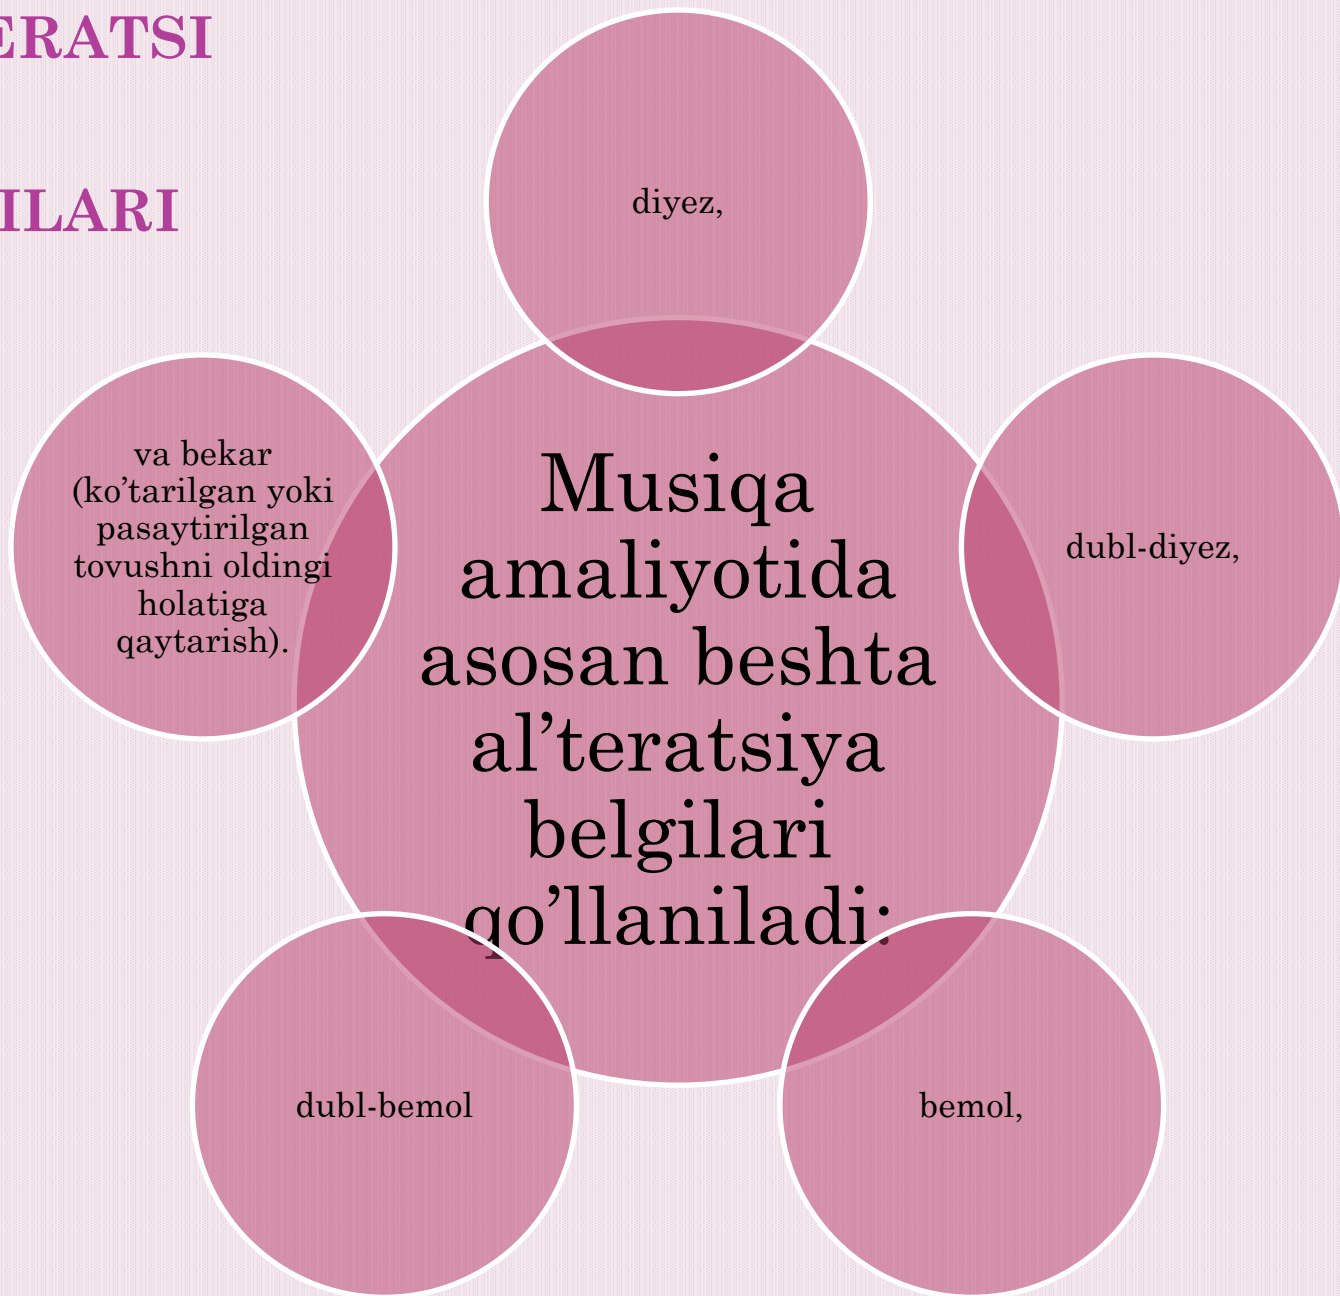 ERATSI
ILARI
diyez,
dubl-diyez,
bemol,
dubl-bemol
va bekar
(ko’tarilgan yoki
pasaytirilgan
tovushni oldingi
holatiga
qaytarish).
Musiqa
amaliyotida
asosan beshta
al’teratsiya
belgilari
qo’llaniladi: